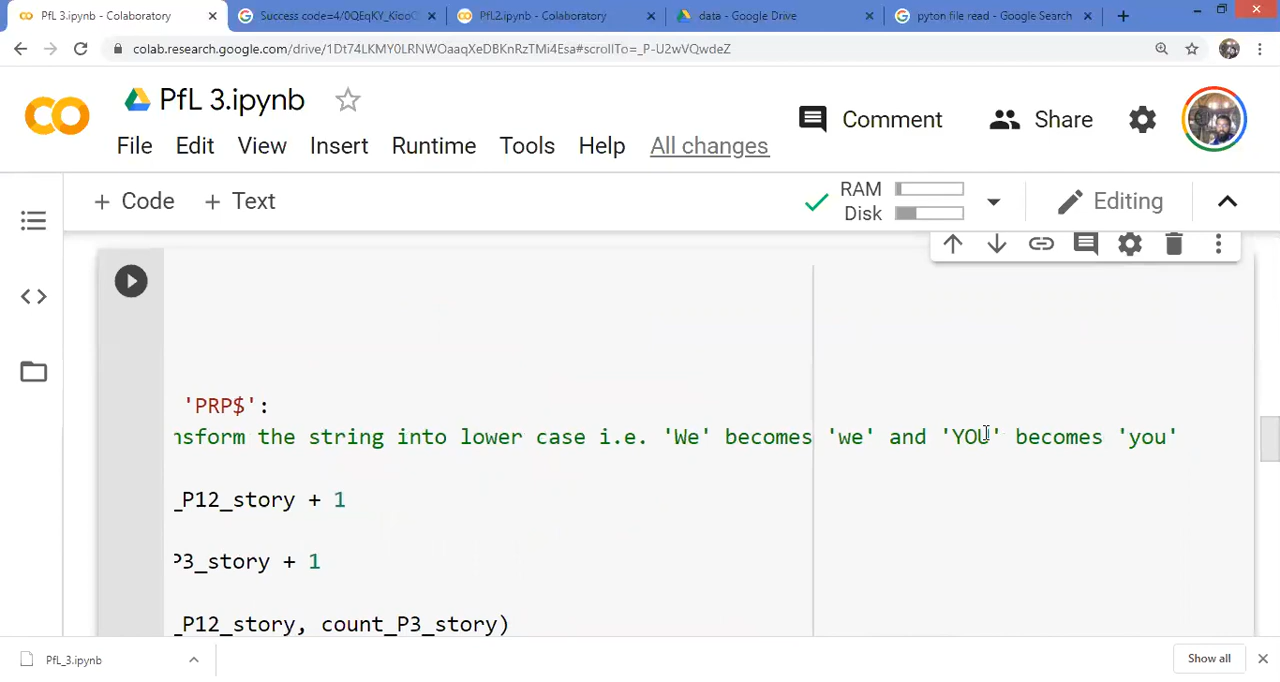 PfL 3.ipynb - Colaboratory
Success code=4/0QEqKY_KidoC
PfL2.ipynb - Colaboratory
data - Google Drive
pyton file read - Google Search
colab.research.google.com/drive/1Dt74LKMY0LRNWOaaqXeDBKnRzTMi4Esa#scrollTo=_P-U2wVQwdeZ
PfL 3.ipynb
Comment
Share
File Edit View Insert Runtime Tools Help All changes
+ Code + Text
RAM
Disk
Editing
'PRP$':
nsform the string into lower case i.e. 'We' becomes 'we' and 'YOU' becomes 'you'
_P12_story + 1
P3_story + 1
_P12_story, count_P3_story)
PfL_3.ipynb
Show all